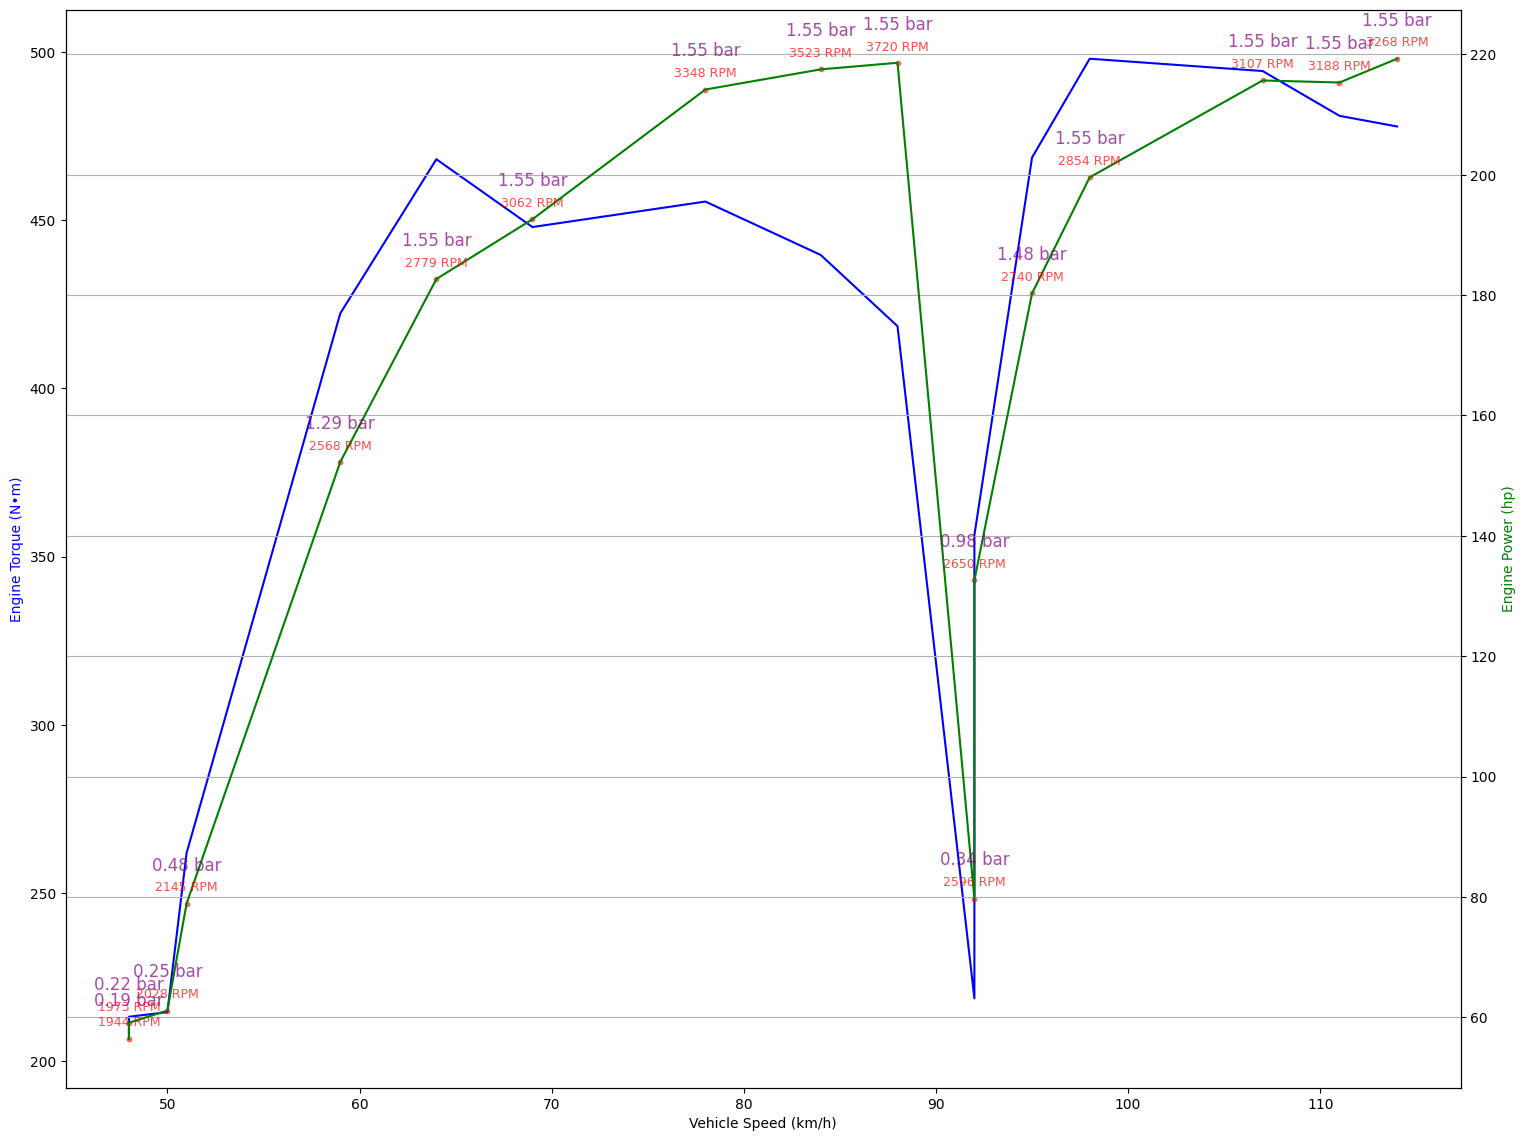 1.55 bar
3268 RPM
1.55 bar
3720 RPM
1.55 bar
3523 RPM
1.55 bar
3107 RPM
1.55 bar
3188 RPM
1.55 bar
3348 RPM
1.55 bar
2854 RPM
1.55 bar
3062 RPM
1.55 bar
2779 RPM
1.48 bar
2740 RPM
1.29 bar
2568 RPM
0.98 bar
2650 RPM
0.34 bar
2596 RPM
0.48 bar
2145 RPM
0.25 bar
2028 RPM
0.22 bar
1973 RPM
0.19 bar
1944 RPM
500
450
400
350
300
250
200
Engine Torque (N•m)
220
200
180
160
140
120
100
80
60
Engine Power (hp)
50 60 70 80 90 100 110
Vehicle Speed (km/h)